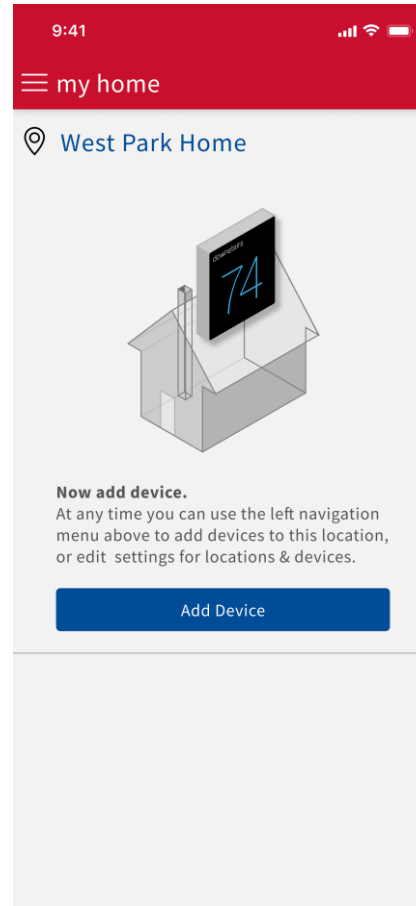 9:41
my home
West Park Home
downstairs
74
Now add device.
At any time you can use the left navigation
menu above to add devices to this location,
or edit settings for locations & devices.
Add Device